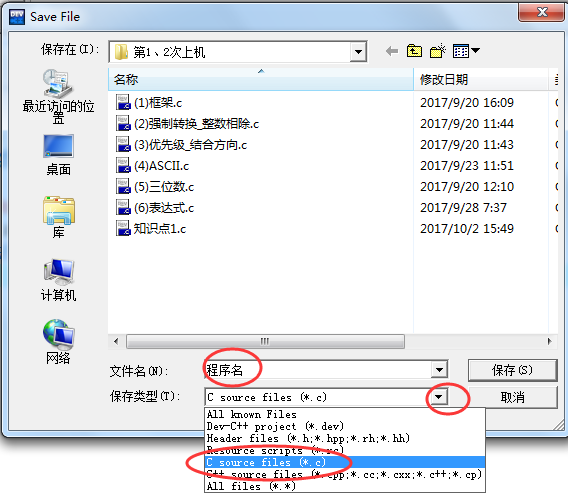 DEV
Save File
保存在(I):
第1、2次上机
名称
修改日期
(1)框架.c
2017/9/20 16:09
(2)强制转换_整数相除.c
2017/9/20 11:44
(3)优先级_结合方向.c
2017/9/20 11:43
(4)ASCII.c
2017/9/23 11:51
(5)三位数.c
2017/9/20 12:10
(6)表达式.c
2017/9/28 7:37
知识点1.c
2017/10/2 15:49
最近访问的位
置
桌面
库
计算机
网络
文件名(N):
程序名
保存(S)
保存类型(T):
C source files (*.c)
取消
All known Files
Dev-C++ project (*.dev)
Header files (*.h;*.hpp;*.rh;*.hh)
Resource scripts (*.rc)
C source files (*.c)
C++ source files (*.cpp;*.cc;*.cxx;*.c++;*.cp)
All files (*.*)